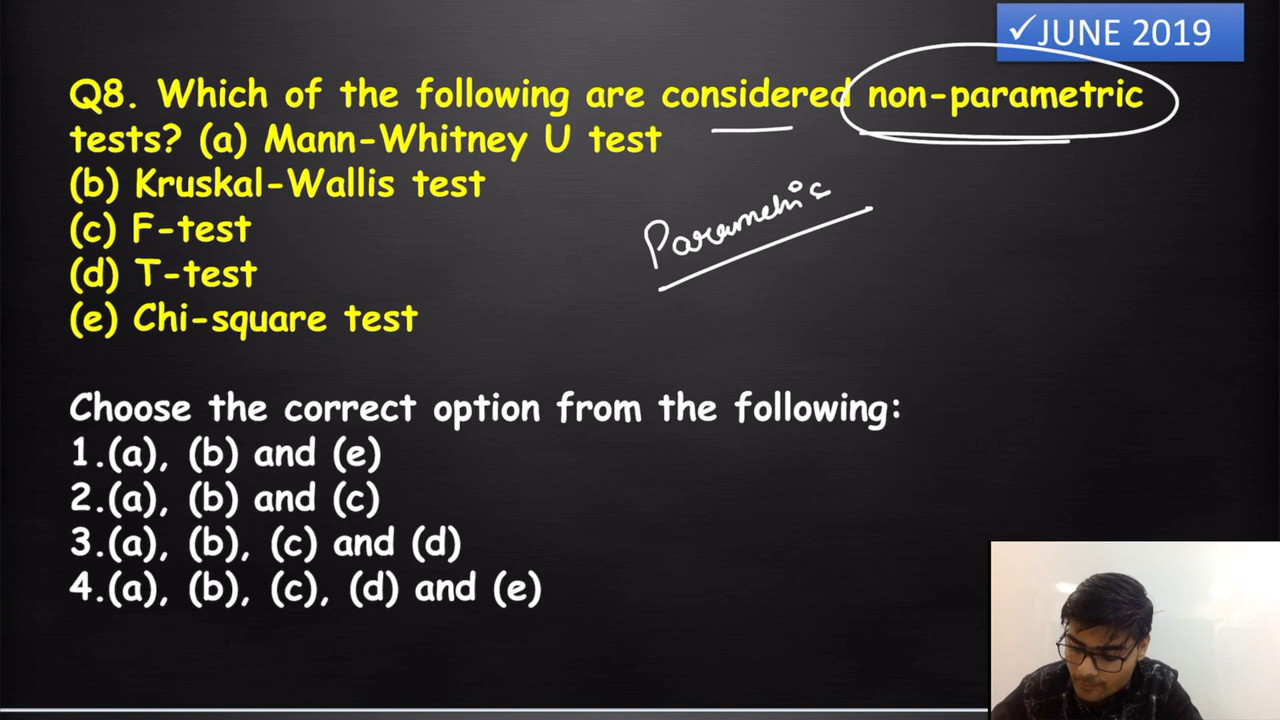 ✓JUNE 2019
Q8. Which of the following are considered non-parametric
tests? (a) Mann-Whitney U test
(b) Kruskal-Wallis test
(c) F-test
(d) T-test
(e) Chi-square test
Parametric
Choose the correct option from the following:
1.(a), (b) and (e)
2.(a), (b) and (c)
3.(a), (b), (c) and (d)
4.(a), (b), (c), (d) and (e)